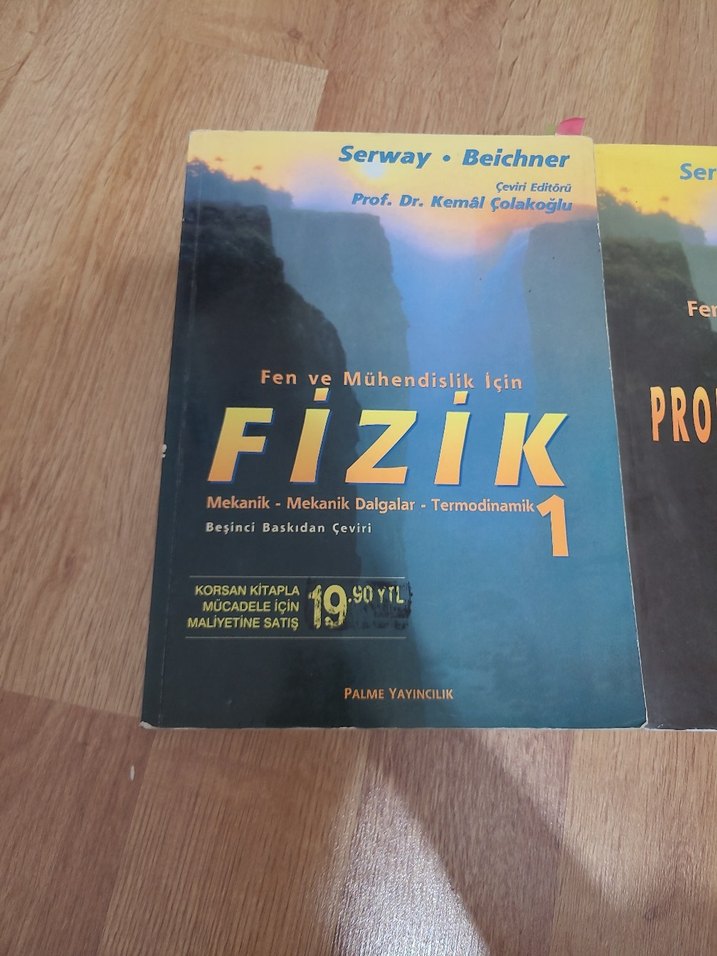 Serway • Beichner
Çeviri Editörü
Prof. Dr. Kemâl Çolakoğlu
Fen ve Mühendislik İçin
FİZİK
Mekanik - Mekanik Dalgalar - Termodinamik
1
Beşinci Baskıdan Çeviri
KORSAN KİTAPLA
MÜCADELE İÇİN
MALİYETİNE SATIŞ
19.90 YTL
PALME YAYINCILIK
Ser
Fen
PRO